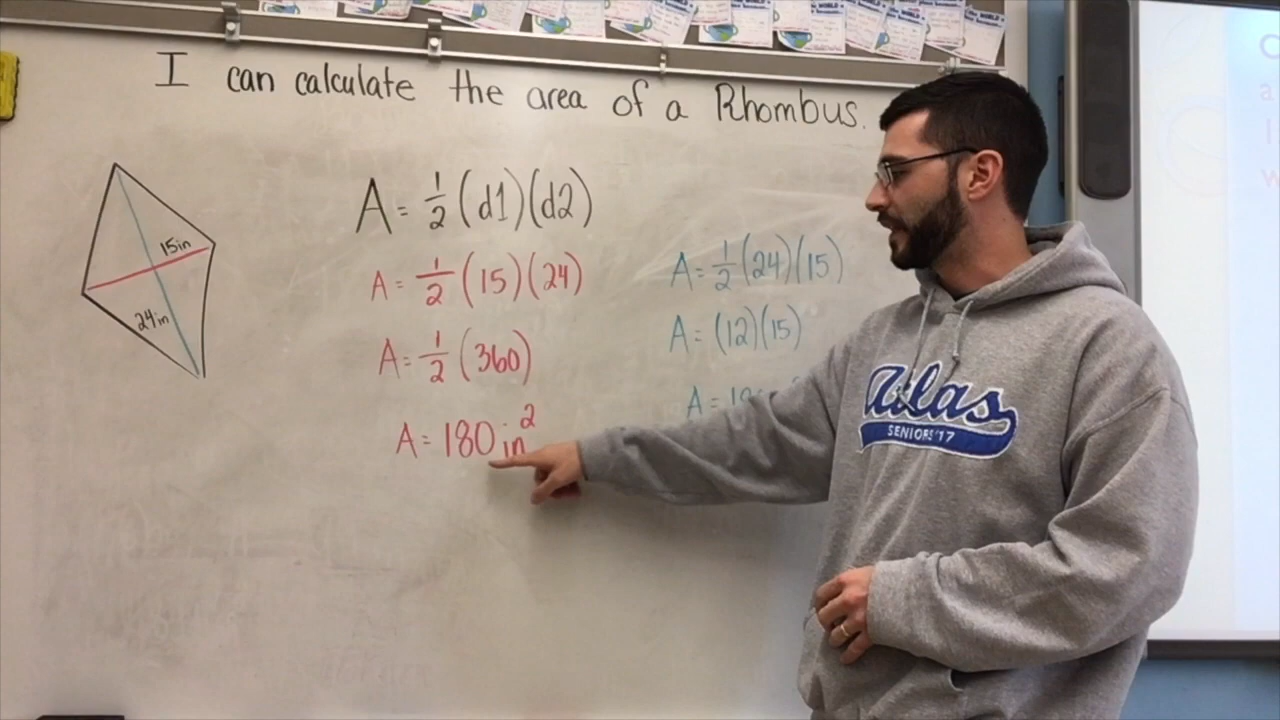 I can calculate the area of a Rhombus.
15in
24in
A = 1/2 (d1)(d2)
A = 1/2 (15)(24)
A = 1/2 (360)
A = 180 in²
A = 1/2 (24)(15)
A = (12)(15)
A =
Atlas
SENIORS '17